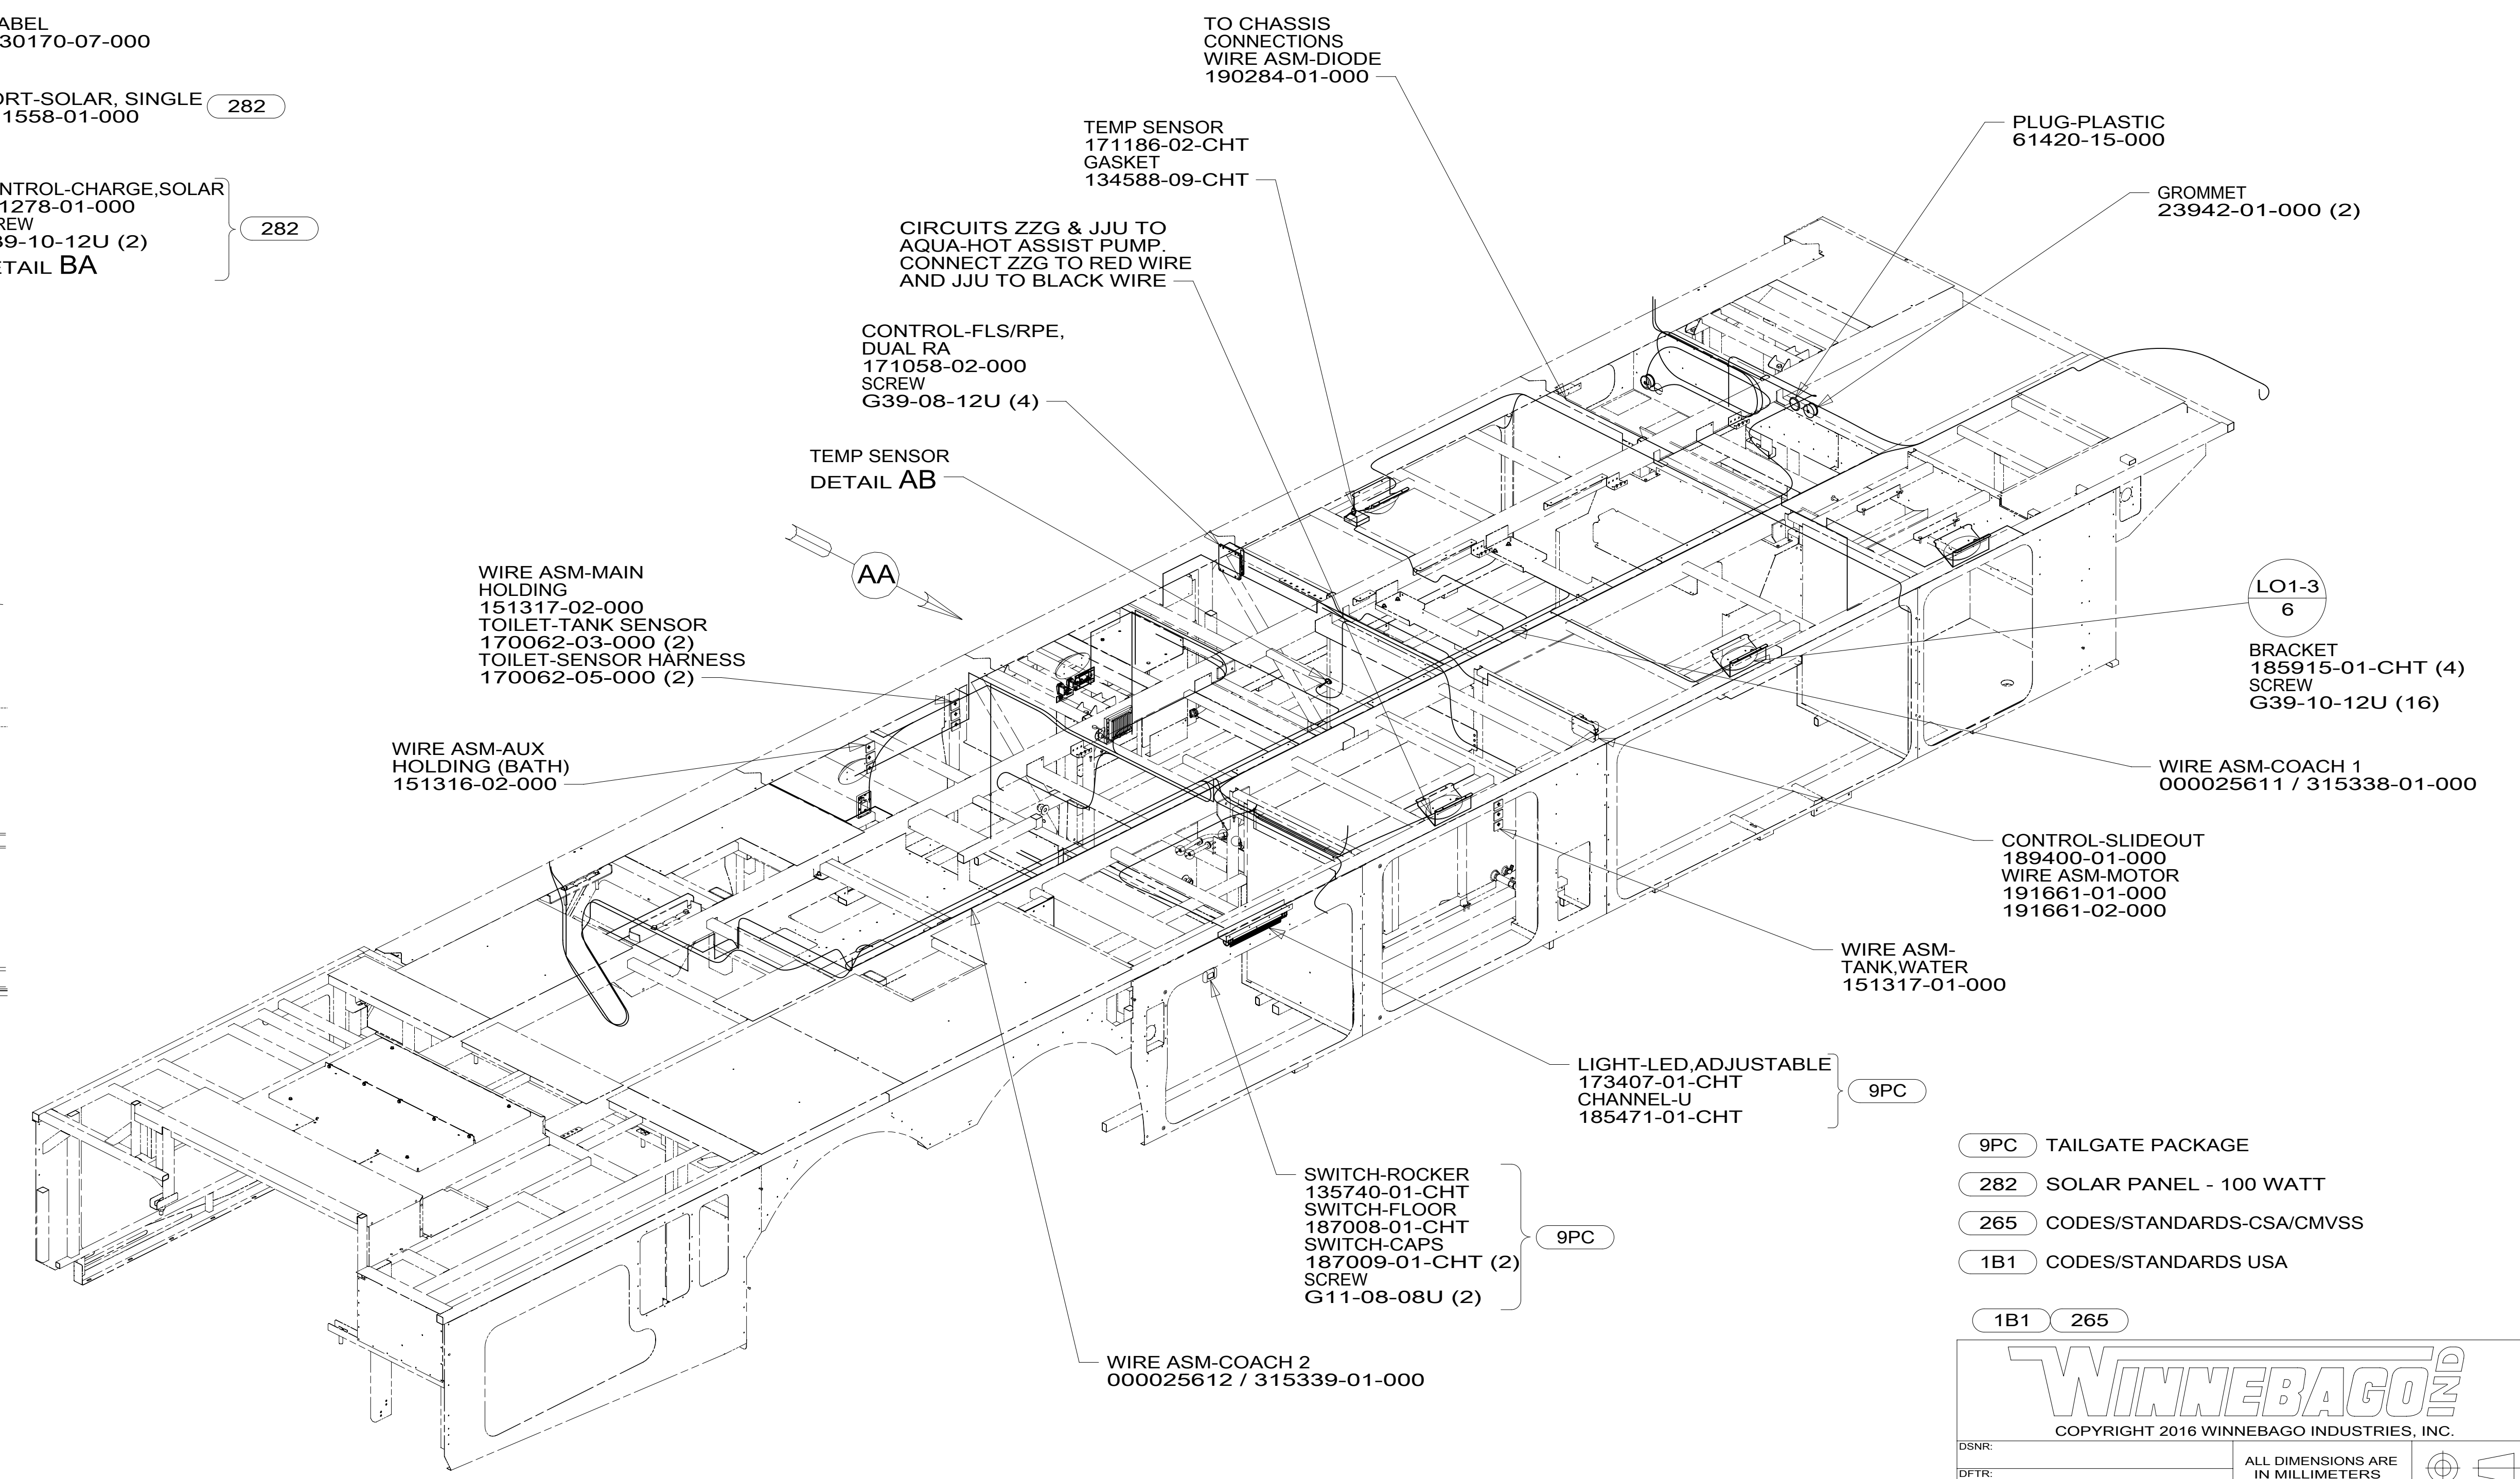 ABEL
30170-07-000
ORT-SOLAR, SINGLE
1558-01-000
282
NTROL-CHARGE,SOLAR
1278-01-000
REW
39-10-12U (2)
ETAIL BA
282
TO CHASSIS
CONNECTIONS
WIRE ASM-DIODE
190284-01-000
TEMP SENSOR
171186-02-CHT
GASKET
134588-09-CHT
CIRCUITS ZZG & JJU TO
AQUA-HOT ASSIST PUMP.
CONNECT ZZG TO RED WIRE
AND JJU TO BLACK WIRE
CONTROL-FLS/RPE,
DUAL RA
171058-02-000
SCREW
G39-08-12U (4)
TEMP SENSOR
DETAIL AB
AA
WIRE ASM-MAIN
HOLDING
151317-02-000
TOILET-TANK SENSOR
170062-03-000 (2)
TOILET-SENSOR HARNESS
170062-05-000 (2)
WIRE ASM-AUX
HOLDING (BATH)
151316-02-000
PLUG-PLASTIC
61420-15-000
GROMMET
23942-01-000 (2)
LO1-3
6
BRACKET
185915-01-CHT (4)
SCREW
G39-10-12U (16)
WIRE ASM-COACH 1
000025611 / 315338-01-000
CONTROL-SLIDEOUT
189400-01-000
WIRE ASM-MOTOR
191661-01-000
191661-02-000
WIRE ASM-
TANK,WATER
151317-01-000
LIGHT-LED,ADJUSTABLE
173407-01-CHT
CHANNEL-U
185471-01-CHT
9PC
SWITCH-ROCKER
135740-01-CHT
SWITCH-FLOOR
187008-01-CHT
SWITCH-CAPS
187009-01-CHT (2)
SCREW
G11-08-08U (2)
9PC
WIRE ASM-COACH 2
000025612 / 315339-01-000
9PC TAILGATE PACKAGE
282 SOLAR PANEL - 100 WATT
265 CODES/STANDARDS-CSA/CMVSS
1B1 CODES/STANDARDS USA
1B1 265
WINNEBAGO IND
COPYRIGHT 2016 WINNEBAGO INDUSTRIES, INC.
DSNR:
DFTR:
ALL DIMENSIONS ARE
IN MILLIMETERS